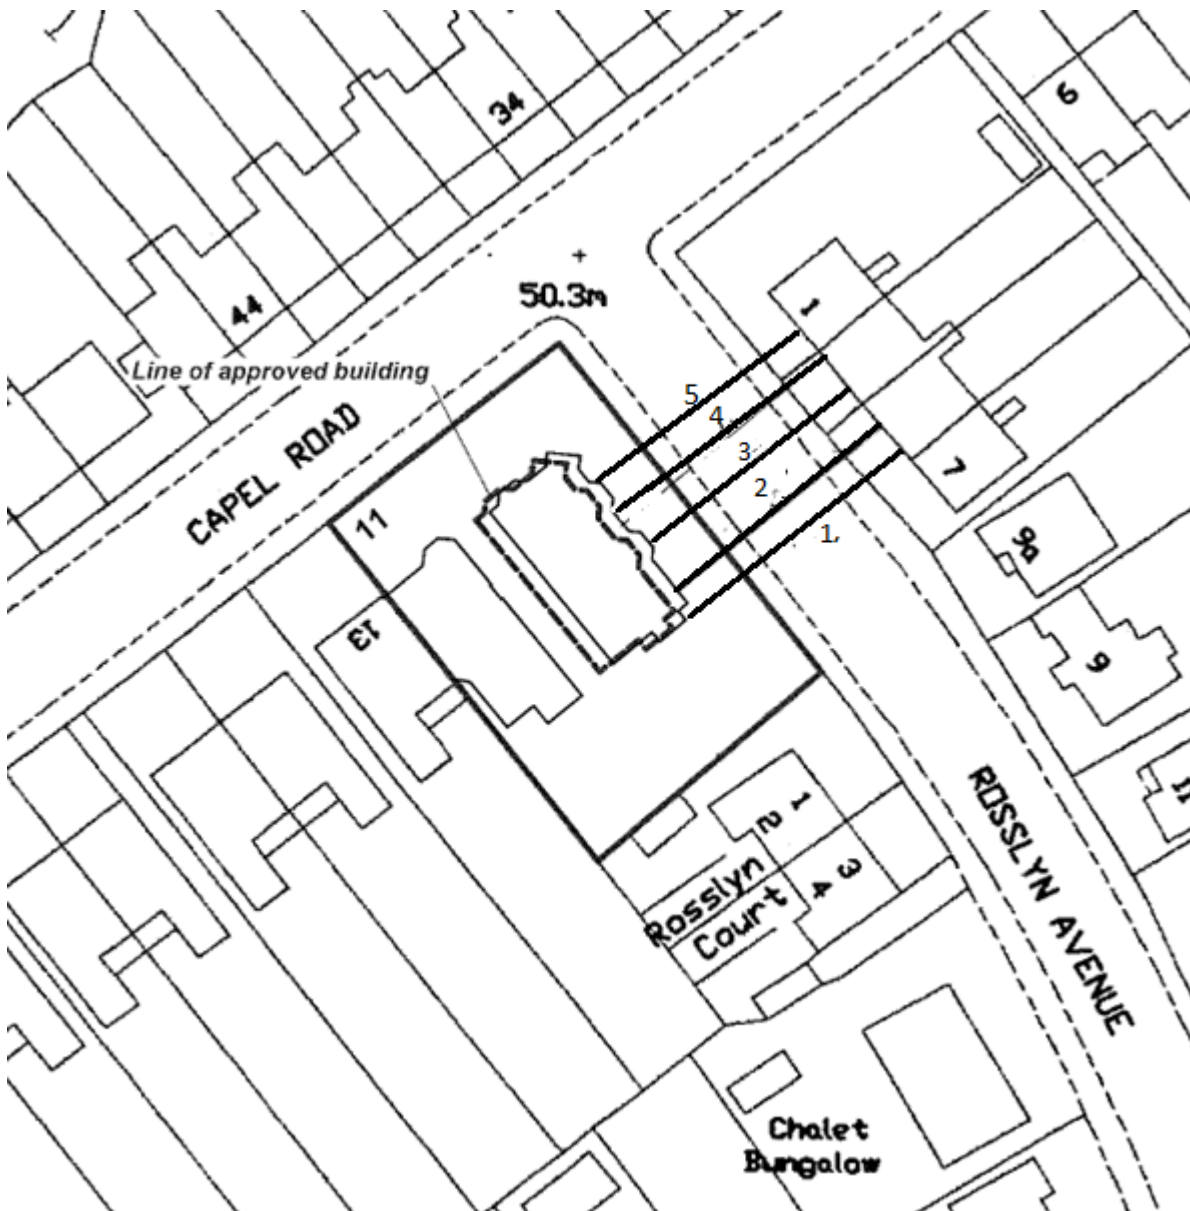 6
34
1
50.3m
44
Line of approved building
5
4
CAPEL ROAD
3
7
2
11
1,
9a
13
9
ROSSLYN AVENUE
11
1
2
3
4
Rosslyn
Court
Chalet
Bungalow